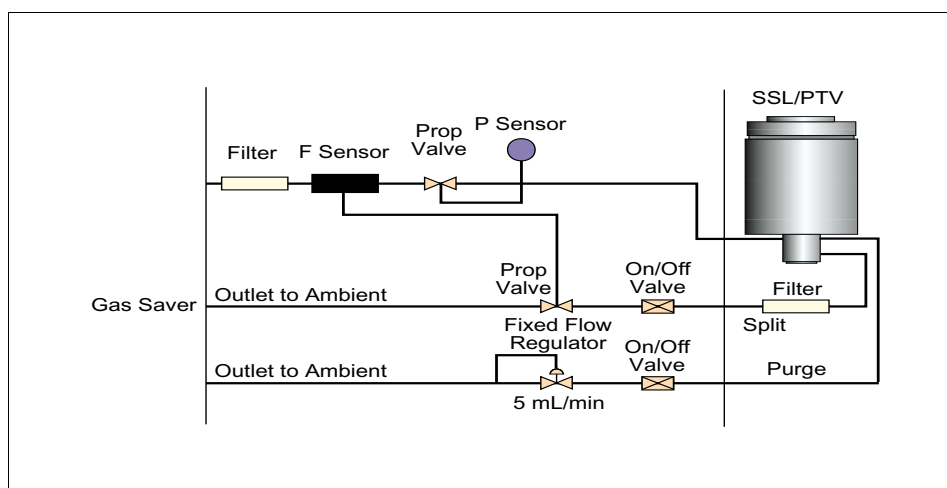 SSL/PTV
P Sensor
Prop
Valve
F Sensor
Filter
Prop
Valve
On/Off
Valve
Filter
Gas Saver
Outlet to Ambient
Split
Fixed Flow
Regulator
On/Off
Valve
Outlet to Ambient
Purge
5 mL/min